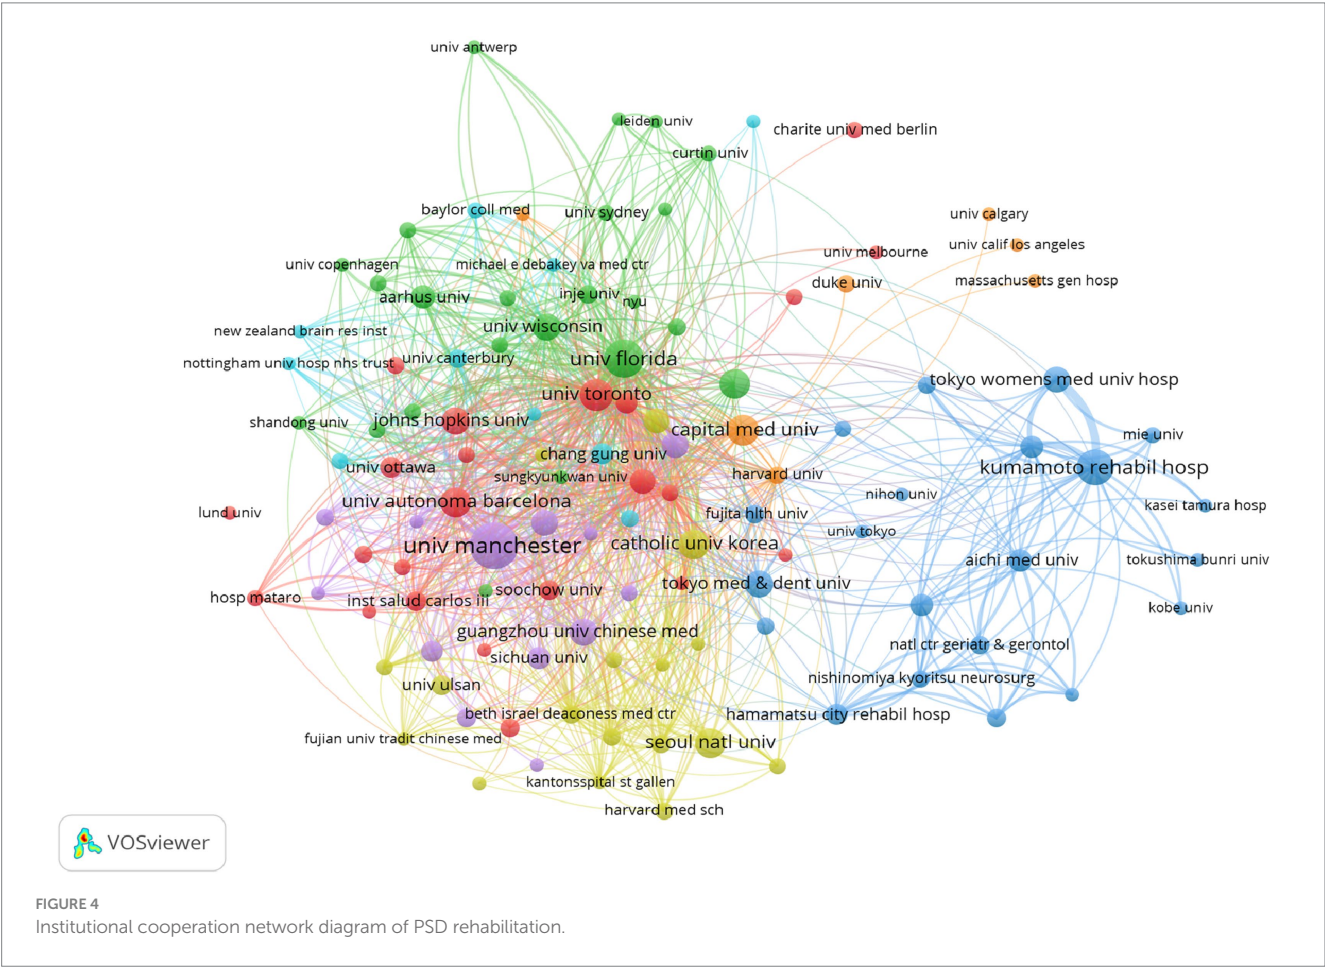 univ antwerp
leiden univ
charite univ med berlin
curtin univ
baylor coll med
univ sydney
univ calgary
univ melbourne
univ calif los angeles
univ copenhagen
michael e debakey va med ctr
duke univ
massachusetts gen hosp
aarhus univ
inje univ
nyu
new zealand brain res inst
univ wisconsin
nottingham univ hosp nhs trust
univ canterbury
univ florida
tokyo womens med univ hosp
univ toronto
shandong univ
johns hopkins univ
capital med univ
mie univ
chang gung univ
univ ottawa
sungkyunkwan univ
harvard univ
kumamoto rehabil hosp
nihon univ
univ autonoma barcelona
kasei tamura hosp
lund univ
fujita hlth univ
univ tokyo
univ manchester
catholic univ korea
aichi med univ
tokushima bunri univ
tokyo med & dent univ
hosp mataro
inst salud carlos iii
soochow univ
kobe univ
guangzhou univ chinese med
natl ctr geriatr & gerontol
sichuan univ
nishinomiya kyoritsu neurosurg
univ ulsan
beth israel deaconess med ctr
hamamatsu city rehabil hosp
fujian univ tradit chinese med
seoul natl univ
kantonsspital st gallen
harvard med sch
VOSviewer
FIGURE 4
Institutional cooperation network diagram of PSD rehabilitation.